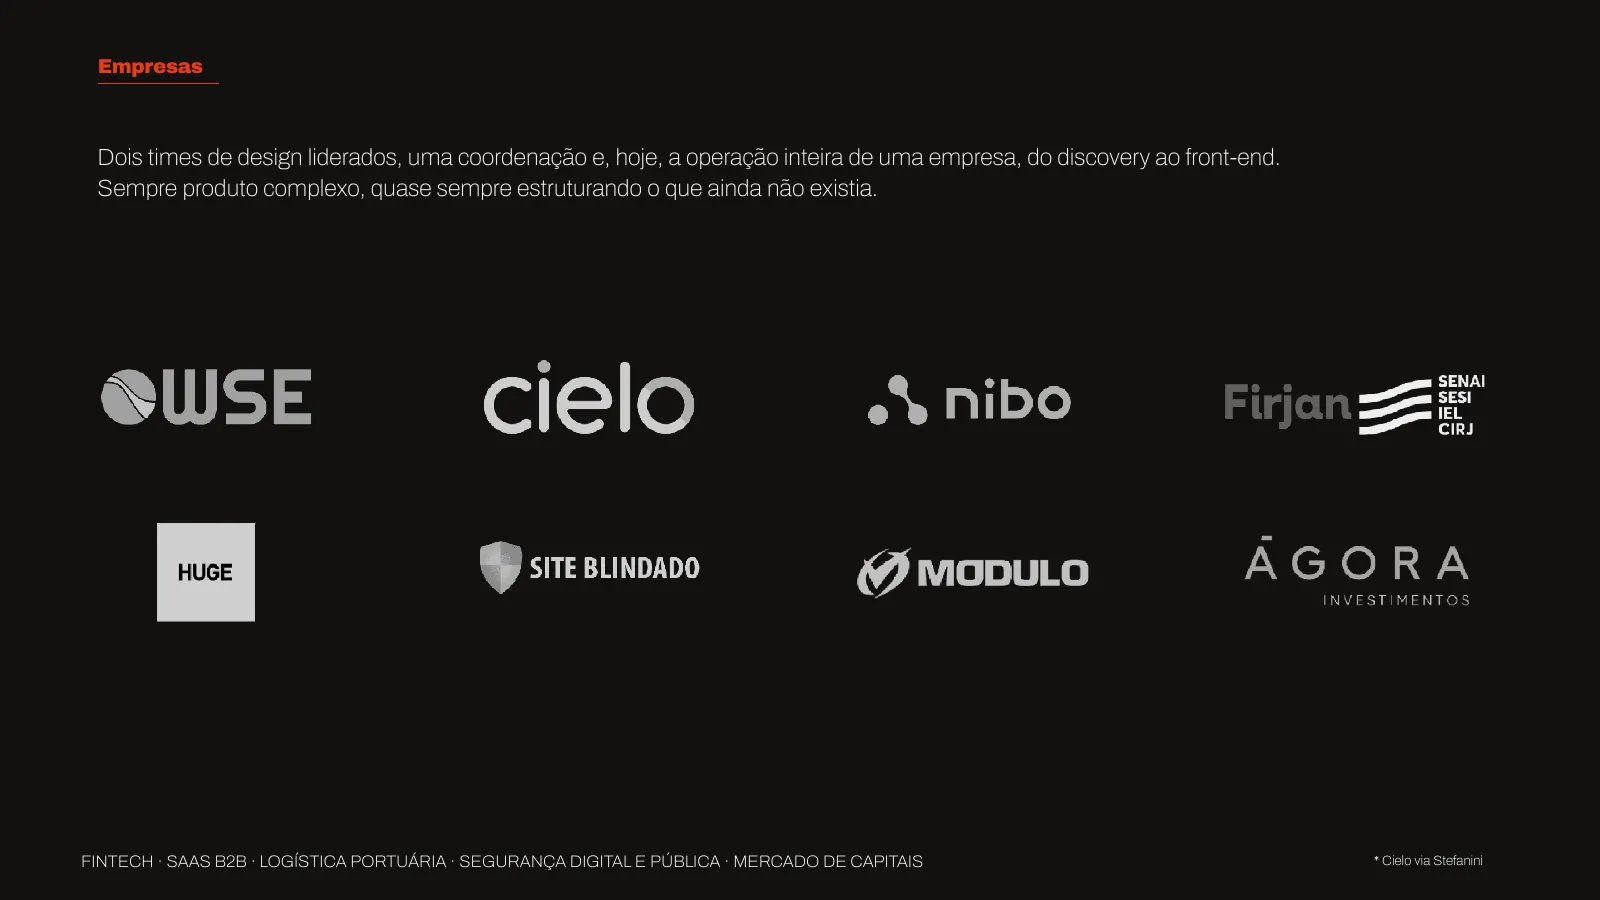 Empresas
Dois times de design liderados, uma coordenação e, hoje, a operação inteira de uma empresa, do discovery ao front-end.
Sempre produto complexo, quase sempre estruturando o que ainda não existia.
WSE
cielo
nibo
Firjan
SENAI
SESI
IEL
CIRJ
HUGE
SITE BLINDADO
MODULO
ÁGORA
INVESTIMENTOS
FINTECH · SAAS B2B · LOGÍSTICA PORTUÁRIA · SEGURANÇA DIGITAL E PÚBLICA · MERCADO DE CAPITAIS
* Cielo via Stefanini